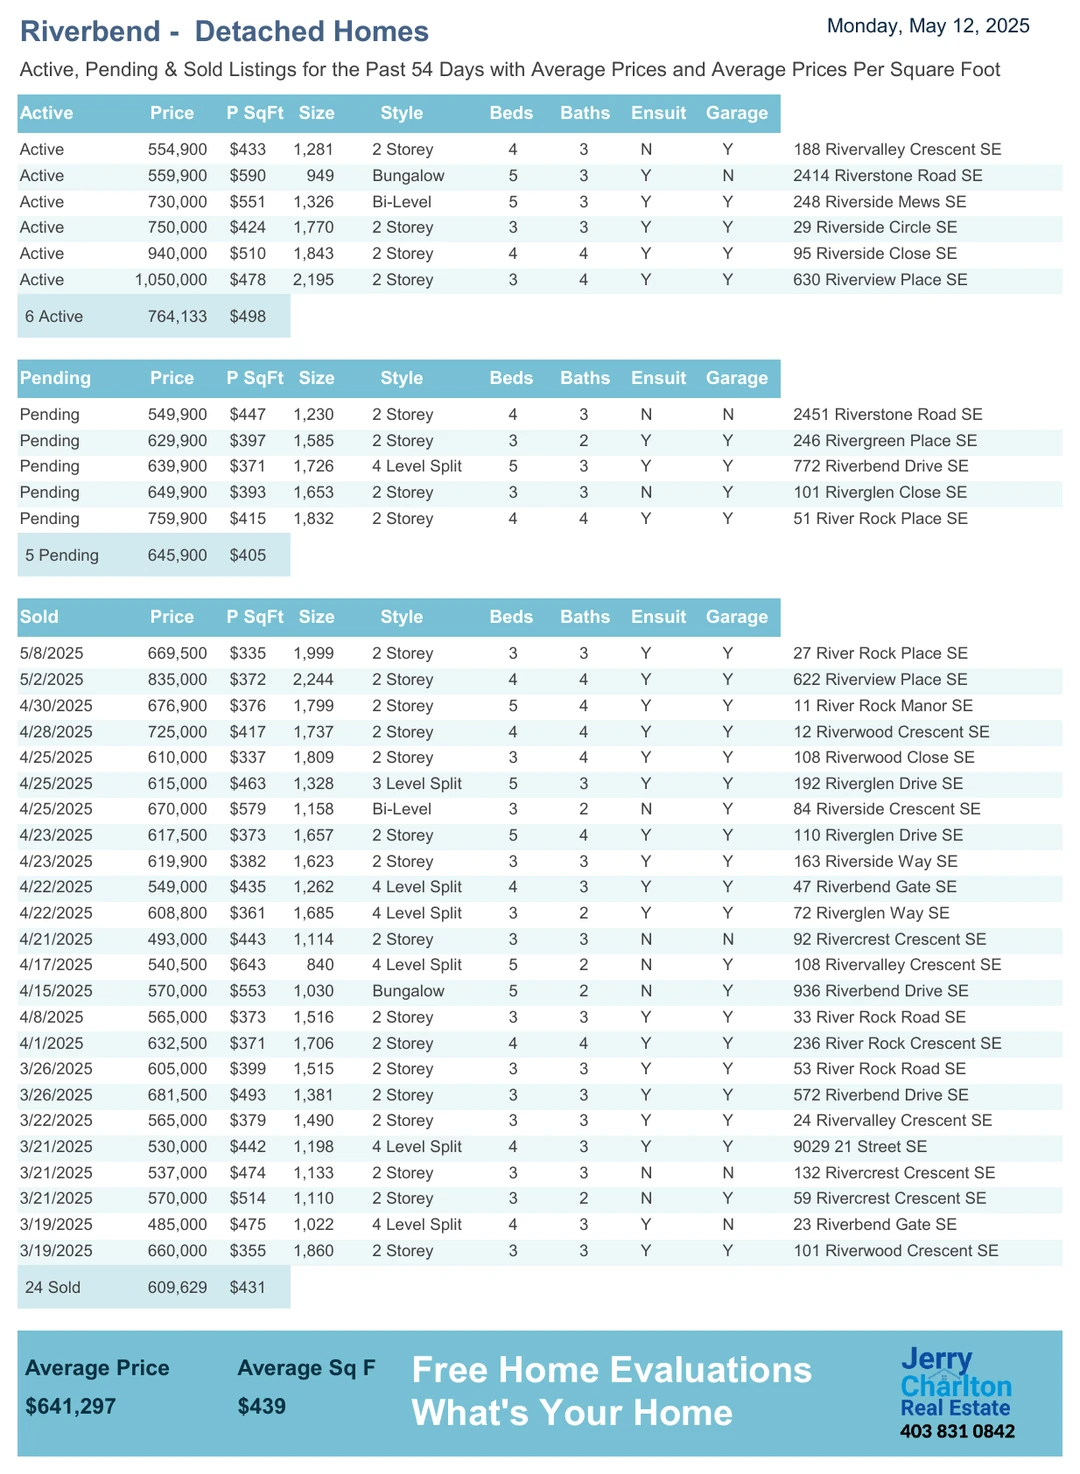 Riverbend - Detached Homes
Monday, May 12, 2025
Active, Pending & Sold Listings for the Past 54 Days with Average Prices and Average Prices Per Square Foot
Active Price P SqFt Size Style Beds Baths Ensuit Garage
Active 554,900 $433 1,281 2 Storey 4 3 N Y 188 Rivervalley Crescent SE
Active 559,900 $590 949 Bungalow 5 3 Y N 2414 Riverstone Road SE
Active 730,000 $551 1,326 Bi-Level 5 3 Y Y 248 Riverside Mews SE
Active 750,000 $424 1,770 2 Storey 3 3 Y Y 29 Riverside Circle SE
Active 940,000 $510 1,843 2 Storey 4 4 Y Y 95 Riverside Close SE
Active 1,050,000 $478 2,195 2 Storey 3 4 Y Y 630 Riverview Place SE
6 Active 764,133 $498
Pending Price P SqFt Size Style Beds Baths Ensuit Garage
Pending 549,900 $447 1,230 2 Storey 4 3 N N 2451 Riverstone Road SE
Pending 629,900 $397 1,585 2 Storey 3 2 Y Y 246 Rivergreen Place SE
Pending 639,900 $371 1,726 4 Level Split 5 3 Y Y 772 Riverbend Drive SE
Pending 649,900 $393 1,653 2 Storey 3 3 N Y 101 Riverglen Close SE
Pending 759,900 $415 1,832 2 Storey 4 4 Y Y 51 River Rock Place SE
5 Pending 645,900 $405
Sold Price P SqFt Size Style Beds Baths Ensuit Garage
5/8/2025 669,500 $335 1,999 2 Storey 3 3 Y Y 27 River Rock Place SE
5/2/2025 835,000 $372 2,244 2 Storey 4 4 Y Y 622 Riverview Place SE
4/30/2025 676,900 $376 1,799 2 Storey 5 4 Y Y 11 River Rock Manor SE
4/28/2025 725,000 $417 1,737 2 Storey 4 4 Y Y 12 Riverwood Crescent SE
4/25/2025 610,000 $337 1,809 2 Storey 3 4 Y Y 108 Riverwood Close SE
4/25/2025 615,000 $463 1,328 3 Level Split 5 3 Y Y 192 Riverglen Drive SE
4/25/2025 670,000 $579 1,158 Bi-Level 3 2 N Y 84 Riverside Crescent SE
4/23/2025 617,500 $373 1,657 2 Storey 5 4 Y Y 110 Riverglen Drive SE
4/23/2025 619,900 $382 1,623 2 Storey 3 3 Y Y 163 Riverside Way SE
4/22/2025 549,000 $435 1,262 4 Level Split 4 3 Y Y 47 Riverbend Gate SE
4/22/2025 608,800 $361 1,685 4 Level Split 3 2 Y Y 72 Riverglen Way SE
4/21/2025 493,000 $443 1,114 2 Storey 3 3 N N 92 Rivercrest Crescent SE
4/17/2025 540,500 $643 840 4 Level Split 5 2 N Y 108 Rivervalley Crescent SE
4/15/2025 570,000 $553 1,030 Bungalow 5 2 N Y 936 Riverbend Drive SE
4/8/2025 565,000 $373 1,516 2 Storey 3 3 Y Y 33 River Rock Road SE
4/1/2025 632,500 $371 1,706 2 Storey 4 4 Y Y 236 River Rock Crescent SE
3/26/2025 605,000 $399 1,515 2 Storey 3 3 Y Y 53 River Rock Road SE
3/26/2025 681,500 $493 1,381 2 Storey 3 3 Y Y 572 Riverbend Drive SE
3/22/2025 565,000 $379 1,490 2 Storey 3 3 Y Y 24 Rivervalley Crescent SE
3/21/2025 530,000 $442 1,198 4 Level Split 4 3 Y Y 9029 21 Street SE
3/21/2025 537,000 $474 1,133 2 Storey 3 3 N N 132 Rivercrest Crescent SE
3/21/2025 570,000 $514 1,110 2 Storey 3 2 N Y 59 Rivercrest Crescent SE
3/19/2025 485,000 $475 1,022 4 Level Split 4 3 Y N 23 Riverbend Gate SE
3/19/2025 660,000 $355 1,860 2 Storey 3 3 Y Y 101 Riverwood Crescent SE
24 Sold 609,629 $431
Average Price Average Sq F
$641,297 $439
Free Home Evaluations
What's Your Home
Jerry
Charlton
Real Estate
403 831 0842